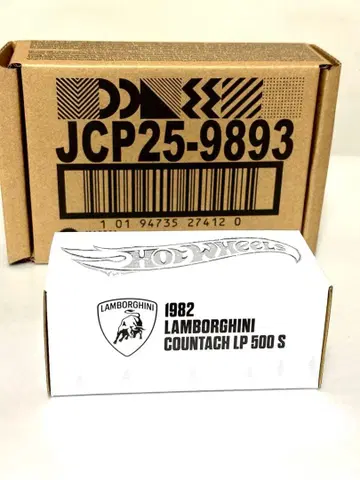 JCP25-9893
1 01 94735 27412 0
HOT WHEELS
LAMBORGHINI
1982
LAMBORGHINI
COUNTACH LP 500 S